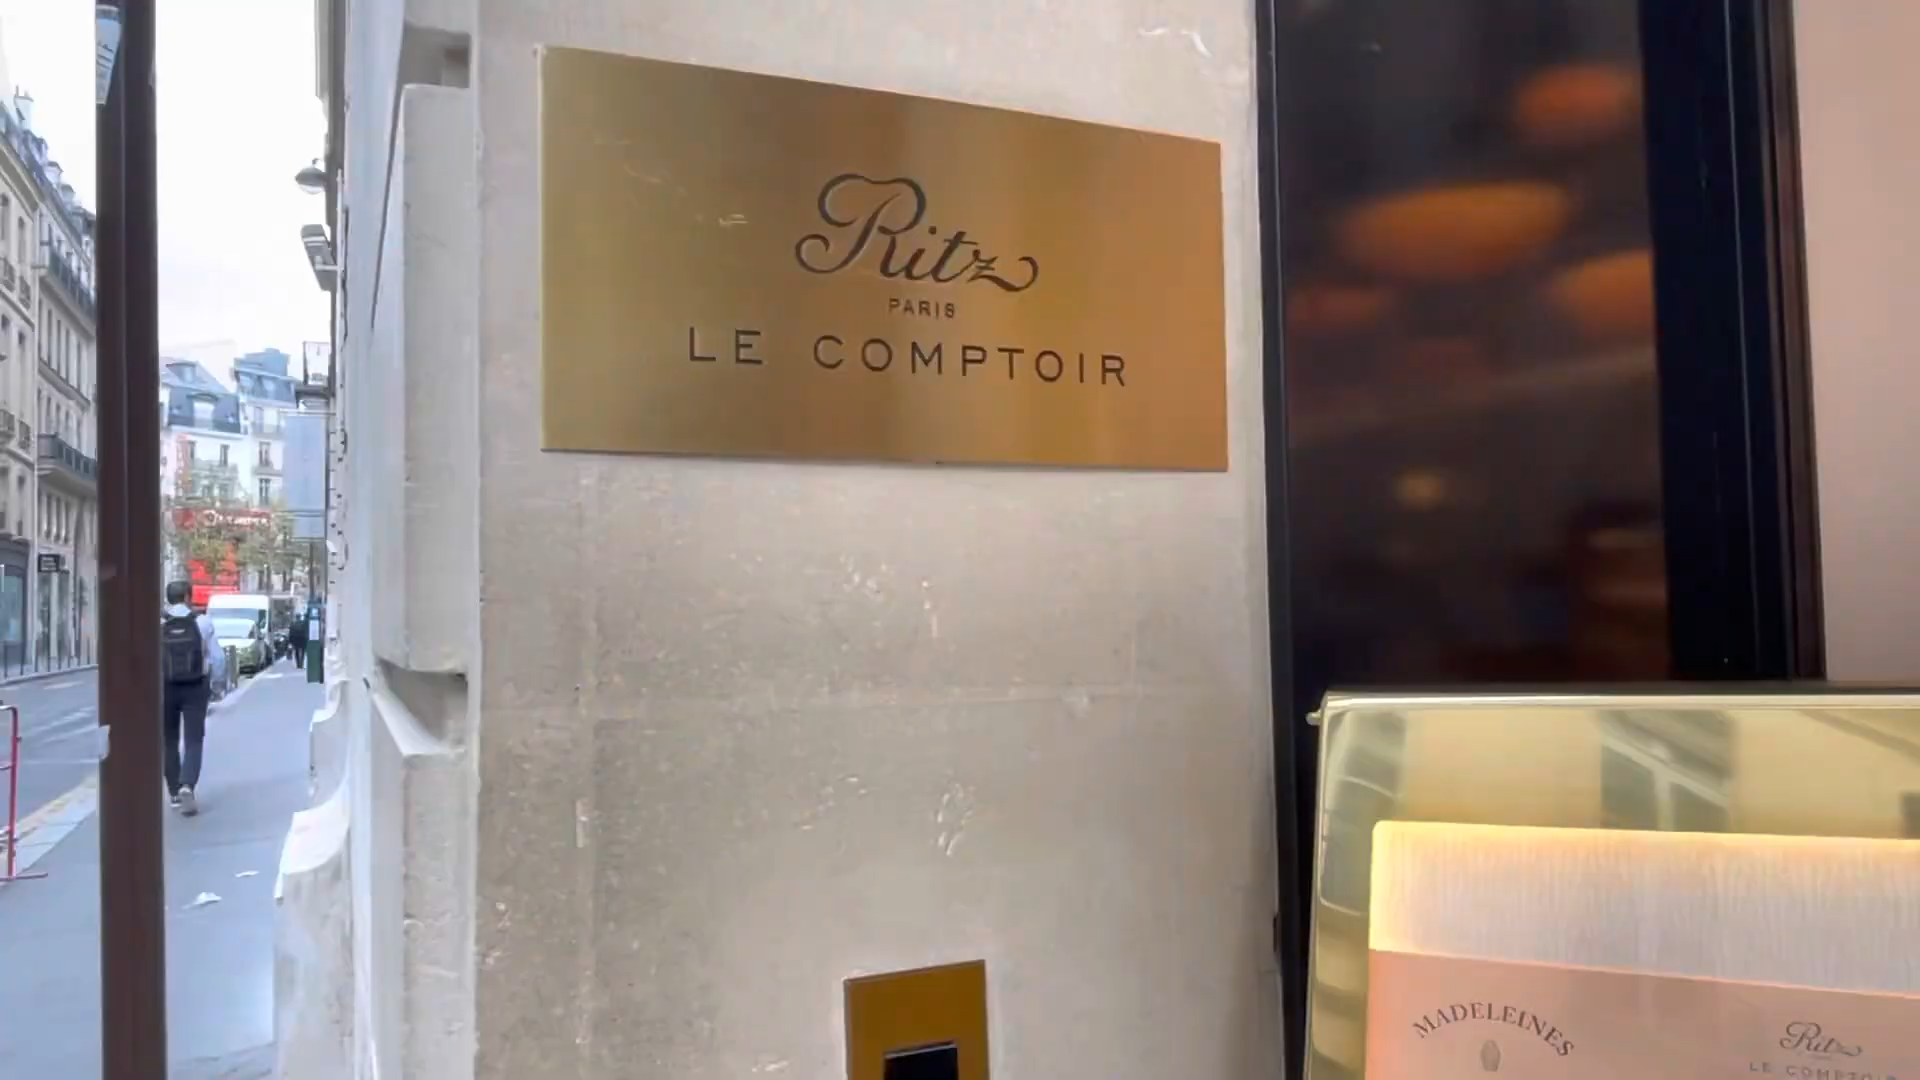 Ritz
PARIS
LE COMPTOIR
MADELEINES
Ritz
LE COMPTOIR